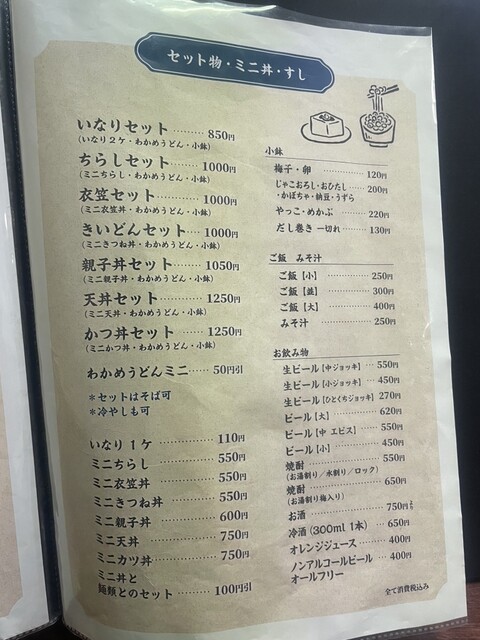 セット物・ミニ丼・すし
いなりセット……… 850円
(いなり2ケ・わかめうどん・小鉢)
ちらしセット……… 1000円
(ミニちらし・わかめうどん・小鉢)
衣笠セット……… 1000円
(ミニ衣笠丼・わかめうどん・小鉢)
きいどんセット…… 1000円
(ミニきつね丼・わかめうどん・小鉢)
親子丼セット……… 1050円
(ミニ親子丼・わかめうどん・小鉢)
天丼セット……… 1250円
(ミニ天丼・わかめうどん・小鉢)
かつ丼セット……… 1250円
(ミニかつ丼・わかめうどん・小鉢)
わかめうどんミニ…… 50円引
*セットはそば可
*冷やしも可
いなり1ケ……… 110円
ミニちらし……… 550円
ミニ衣笠丼……… 550円
ミニきつね丼……… 550円
ミニ親子丼……… 600円
ミニ天丼……… 750円
ミニカツ丼……… 750円
ミニ丼と
麺類とのセット……… 100円引
小鉢
梅子・卵……… 120円
じゃこおろし・おひたし……… 200円
・かぼちゃ・納豆・うずら
やっこ・めかぶ……… 220円
だし巻き 一切れ……… 130円
ご飯 みそ汁
ご飯【小】……… 250円
ご飯【並】……… 300円
ご飯【大】……… 400円
みそ汁……… 250円
お飲み物
生ビール【中ジョッキ】…… 550円
生ビール【小ジョッキ】…… 450円
生ビール【ひとくちジョッキ】270円
ビール【大】……… 620円
ビール【中 エビス】…… 550円
ビール【小】……… 450円
焼酎……… 550円
(お湯割り/水割り/ロック)
焼酎……… 650円
(お湯割り梅入り)
お酒……… 750円
冷酒(300ml 1本)… 650円
オレンジジュース…… 400円
ノンアルコールビール… 400円
オールフリー
全て消費税込み